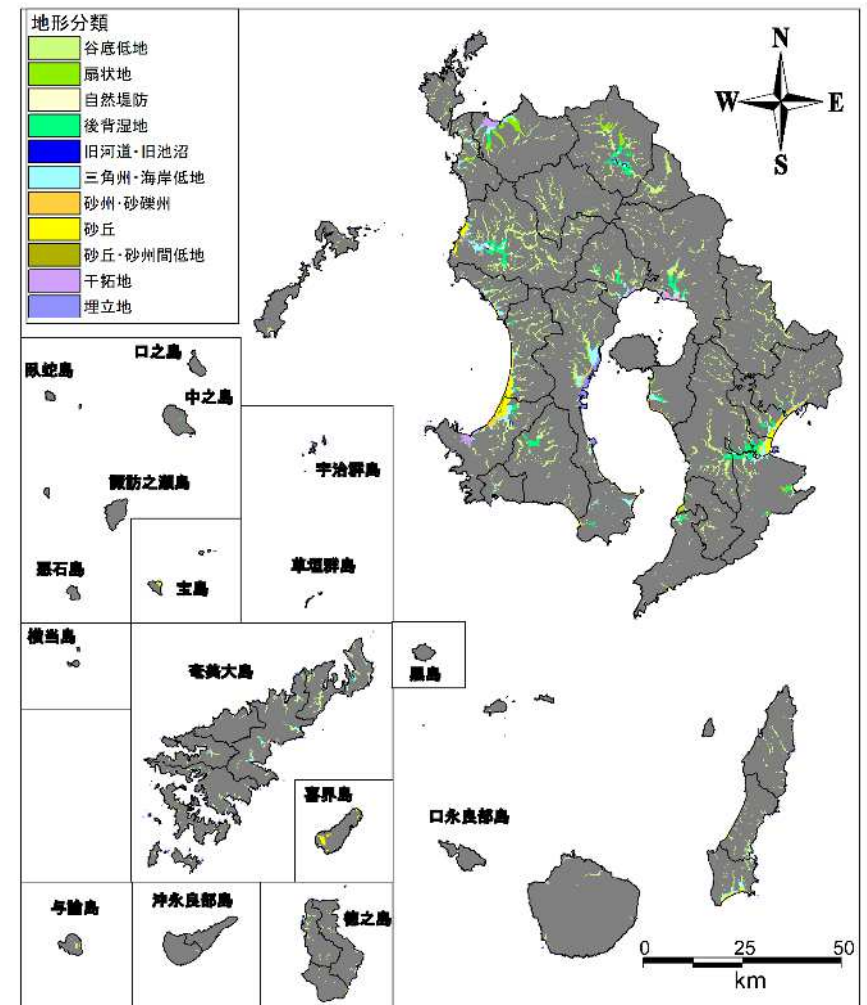 地形分類
谷底低地
扇状地
自然堤防
後背湿地
旧河道・旧池沼
三角州・海岸低地
砂州・砂礫州
砂丘
砂丘・砂州間低地
干拓地
埋立地
N
W E
S
臥蛇島
口之島
中之島
諏訪之瀬島
悪石島
宝島
宇治群島
草垣群島
横当島
奄美大島
黒島
喜界島
口永良部島
与論島
沖永良部島
徳之島
0 25 50
km